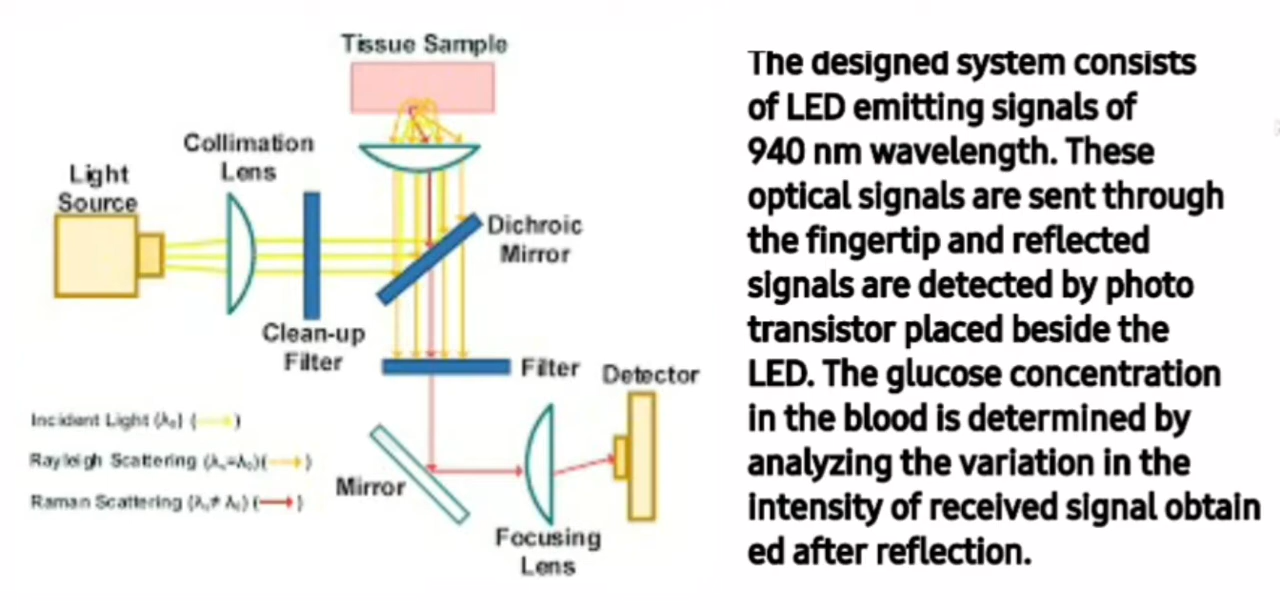 Tissue Sample
Collimation
Lens
Light
Source
Dichroic
Mirror
Clean-up
Filter
Filter
Detector
Incident Light (λ₀) ( )
Rayleigh Scattering (λₛ=λ₀)( )
Raman Scattering (λₛ≠ λ₀) ( )
Mirror
Focusing
Lens
The designed system consists
of LED emitting signals of
940 nm wavelength. These
optical signals are sent through
the fingertip and reflected
signals are detected by photo
transistor placed beside the
LED. The glucose concentration
in the blood is determined by
analyzing the variation in the
intensity of received signal obtain
ed after reflection.